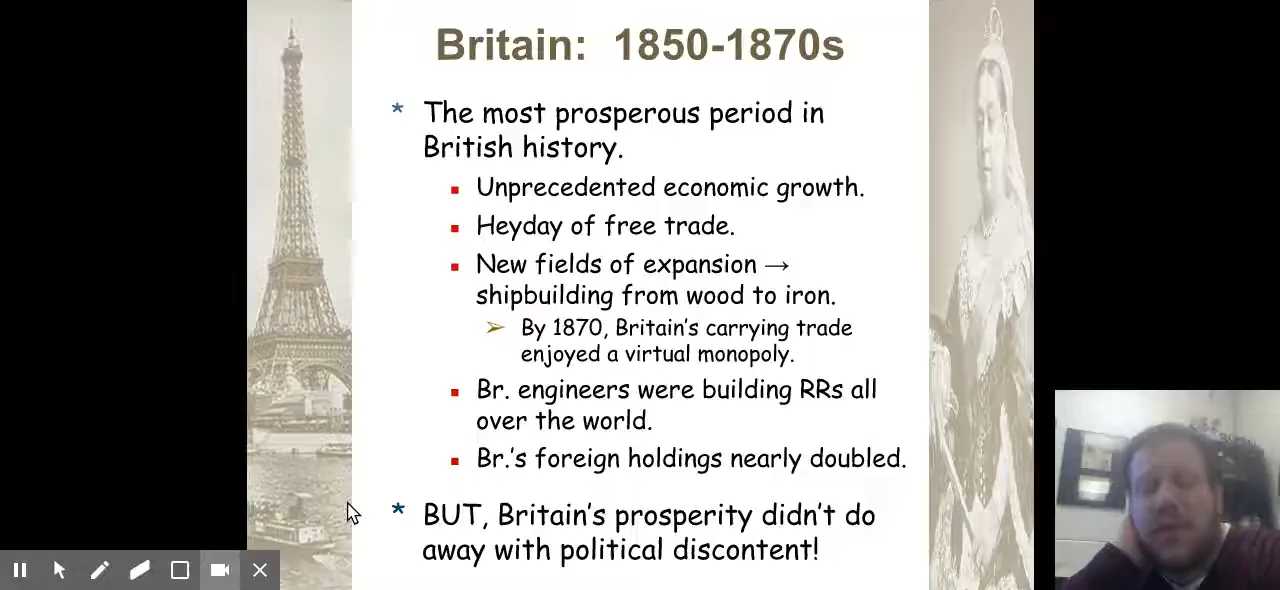 Britain: 1850-1870s
* The most prosperous period in
British history.
▪ Unprecedented economic growth.
▪ Heyday of free trade.
▪ New fields of expansion →
shipbuilding from wood to iron.
➢ By 1870, Britain's carrying trade
enjoyed a virtual monopoly.
▪ Br. engineers were building RRs all
over the world.
▪ Br.'s foreign holdings nearly doubled.
* BUT, Britain's prosperity didn't do
away with political discontent!